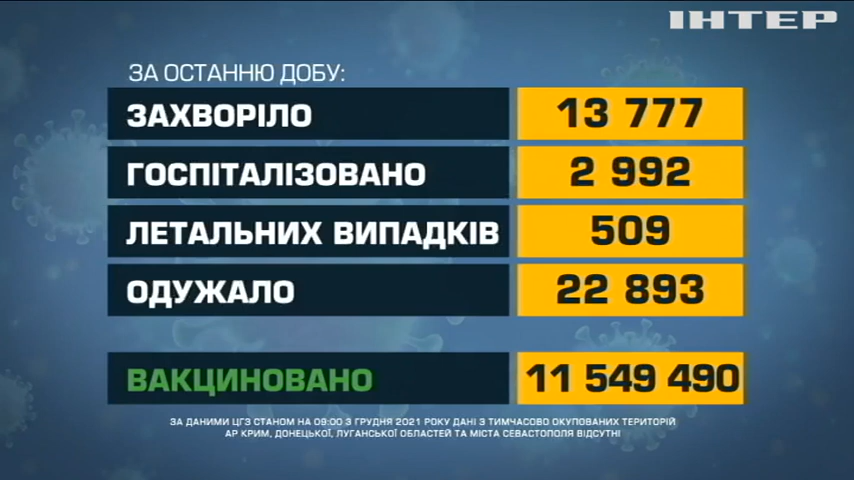 ІНТЕР
ЗА ОСТАННЮ ДОБУ:
ЗАХВОРІЛО 13 777
ГОСПІТАЛІЗОВАНО 2 992
ЛЕТАЛЬНИХ ВИПАДКІВ 509
ОДУЖАЛО 22 893
ВАКЦИНОВАНО 11 549 490
ЗА ДАНИМИ ЦГЗ СТАНОМ НА 09:00 3 ГРУДНЯ 2021 РОКУ ДАНІ З ТИМЧАСОВО ОКУПОВАНИХ ТЕРИТОРІЙ
АР КРИМ, ДОНЕЦЬКОЇ, ЛУГАНСЬКОЇ ОБЛАСТЕЙ ТА МІСТА СЕВАСТОПОЛЯ ВІДСУТНІ